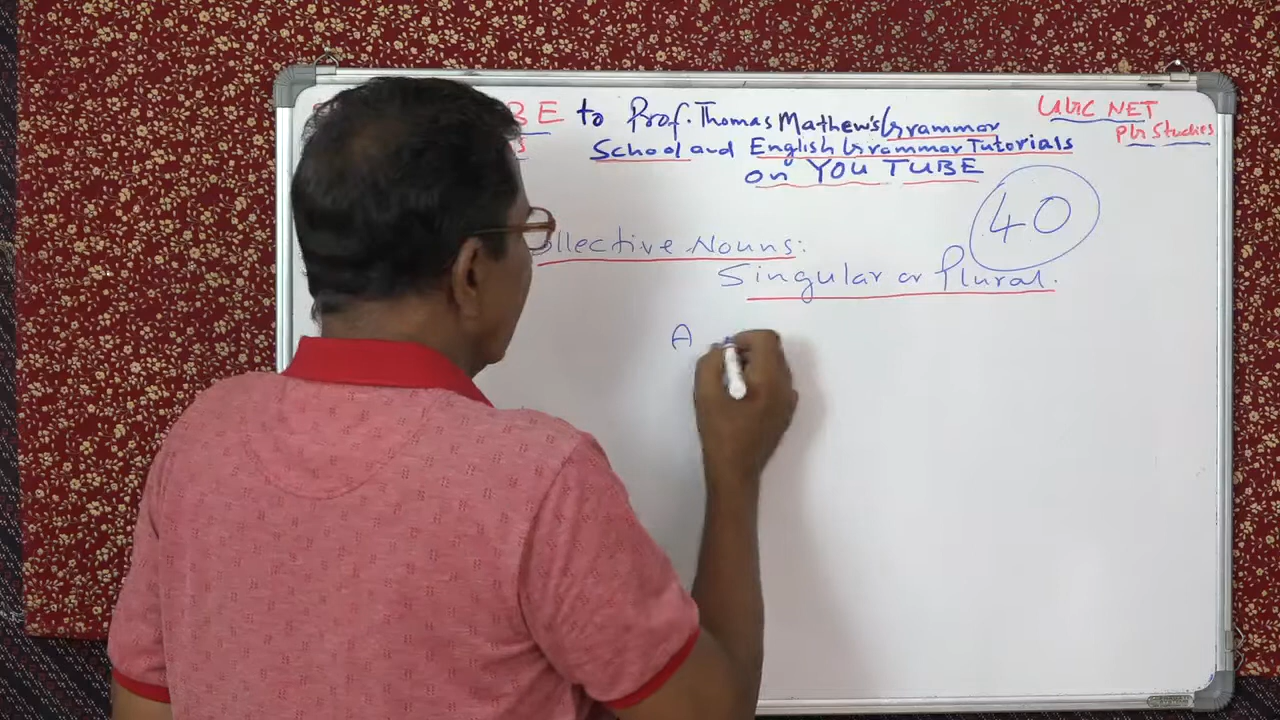 BE to Prof. Thomas Mathew's Grammar
School and English Grammar Tutorials
on YOU TUBE
UGC NET
Ph Studies
40
ollective Nouns:
Singular or Plural.
A